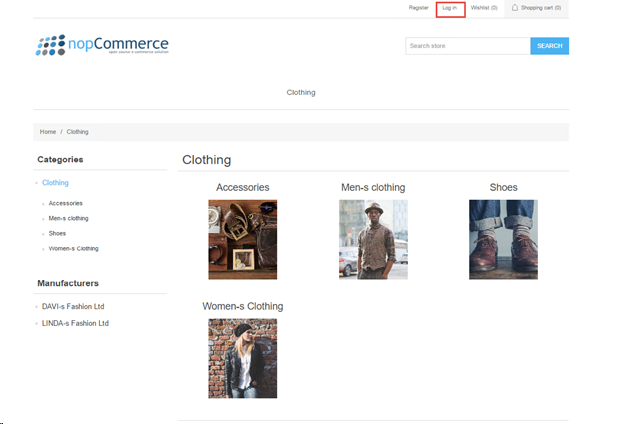 Register Log in Wishlist (0) Shopping cart (0)
nopCommerce
open source e-commerce solution
Search store SEARCH
Clothing
Home / Clothing
Categories
Clothing
Accessories
Men-s clothing
Shoes
Women-s Clothing
Manufacturers
DAVI-s Fashion Ltd
LINDA-s Fashion Ltd
Clothing
Accessories Men-s clothing Shoes
Women-s Clothing